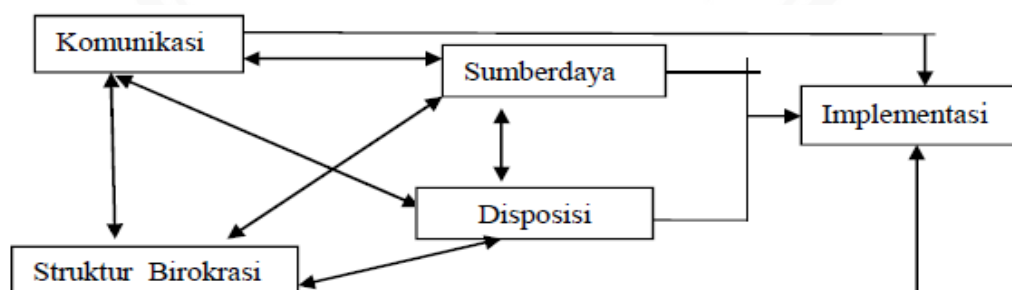 Komunikasi
Sumberdaya
Implementasi
Disposisi
Struktur Birokrasi